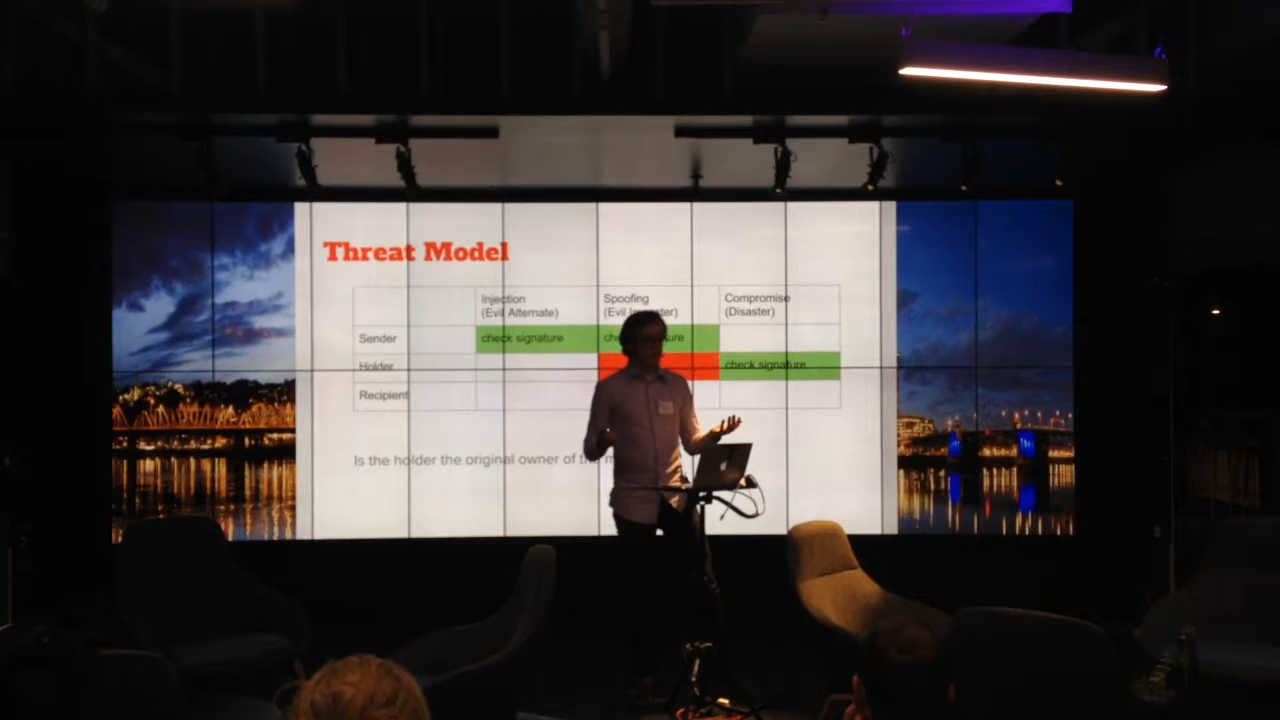 Threat Model
Injection
(Evil Alternate)
Spoofing
(Evil
Compromise
(Disaster)
Sender
check signature
Holder
check signature
Recipient
Is the holder the original owner of